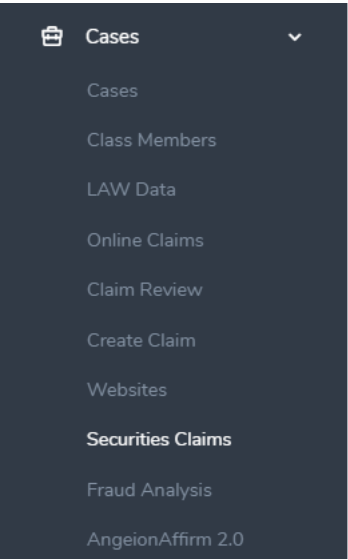 Cases
Cases
Class Members
LAW Data
Online Claims
Claim Review
Create Claim
Websites
Securities Claims
Fraud Analysis
AngeionAffirm 2.0